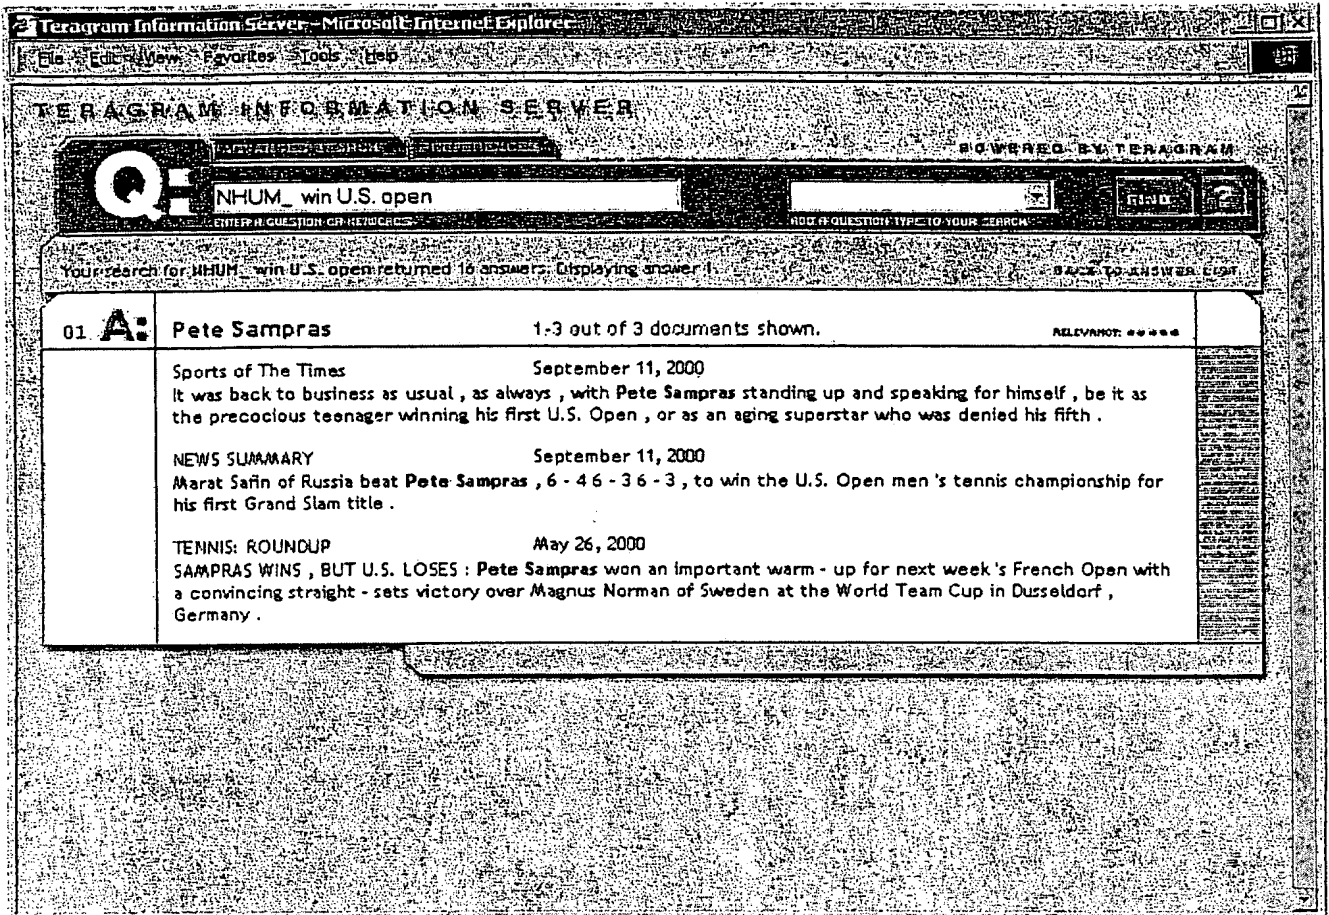 Teragram Information Server - Microsoft Internet Explorer
File Edit View Favorites Tools Help
TERAGRAM INFORMATION SERVER
POWERED BY TERAGRAM
Q:
NHUM_ win U.S. open
FIND
?
ENTER A QUESTION OR KEYWORDS
ADD A QUESTION TYPE TO YOUR SEARCH
Your search for NHUM_ win U.S. open returned 16 answers. Displaying answer 1.
BACK TO ANSWER LIST
01. A: Pete Sampras 1-3 out of 3 documents shown. RELEVANCY:
Sports of The Times September 11, 2000
It was back to business as usual , as always , with Pete Sampras standing up and speaking for himself , be it as
the precocious teenager winning his first U.S. Open , or as an aging superstar who was denied his fifth .
NEWS SUMMARY September 11, 2000
Marat Safin of Russia beat Pete Sampras , 6 - 4 6 - 3 6 - 3 , to win the U.S. Open men 's tennis championship for
his first Grand Slam title .
TENNIS: ROUNDUP May 26, 2000
SAMPRAS WINS , BUT U.S. LOSES : Pete Sampras won an important warm - up for next week 's French Open with
a convincing straight - sets victory over Magnus Norman of Sweden at the World Team Cup in Dusseldorf ,
Germany .